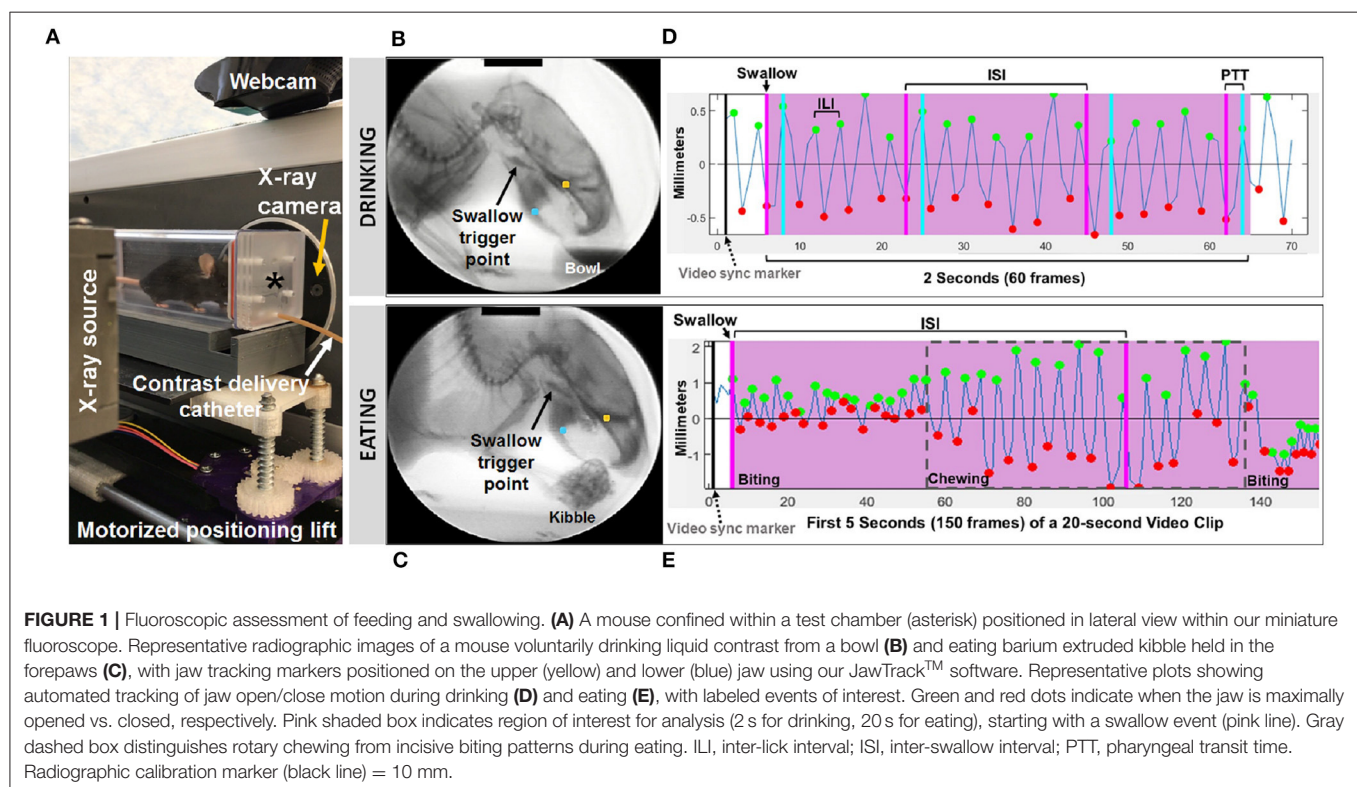 A
B
D
Webcam
X-ray
camera
X-ray source
*
Contrast delivery
catheter
Motorized positioning lift
DRINKING
Swallow
trigger
point
Bowl
EATING
Swallow
trigger
point
Kibble
C
Swallow
ISI
PTT
ILI
Millimeters
0.5
0
-0.5
0 10 20 30 40 50 60 70
Video sync marker
2 Seconds (60 frames)
Swallow
ISI
Millimeters
2
1
0
-1
Biting
Chewing
Biting
0 20 40 60 80 100 120 140
Video sync marker
First 5 Seconds (150 frames) of a 20-second Video Clip
E
FIGURE 1 | Fluoroscopic assessment of feeding and swallowing. (A) A mouse confined within a test chamber (asterisk) positioned in lateral view within our miniature
fluoroscope. Representative radiographic images of a mouse voluntarily drinking liquid contrast from a bowl (B) and eating barium extruded kibble held in the
forepaws (C), with jaw tracking markers positioned on the upper (yellow) and lower (blue) jaw using our JawTrack™ software. Representative plots showing
automated tracking of jaw open/close motion during drinking (D) and eating (E), with labeled events of interest. Green and red dots indicate when the jaw is maximally
opened vs. closed, respectively. Pink shaded box indicates region of interest for analysis (2 s for drinking, 20 s for eating), starting with a swallow event (pink line). Gray
dashed box distinguishes rotary chewing from incisive biting patterns during eating. ILI, inter-lick interval; ISI, inter-swallow interval; PTT, pharyngeal transit time.
Radiographic calibration marker (black line) = 10 mm.